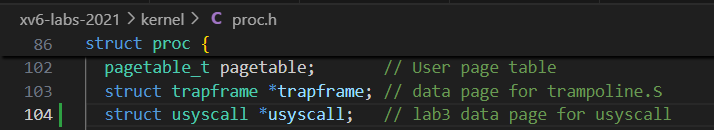 xv6-labs-2021 > kernel > C proc.h
86 struct proc {
102 pagetable_t pagetable; // User page table
103 struct trapframe *trapframe; // data page for trampoline.S
104 struct usyscall *usyscall; // lab3 data page for usyscall